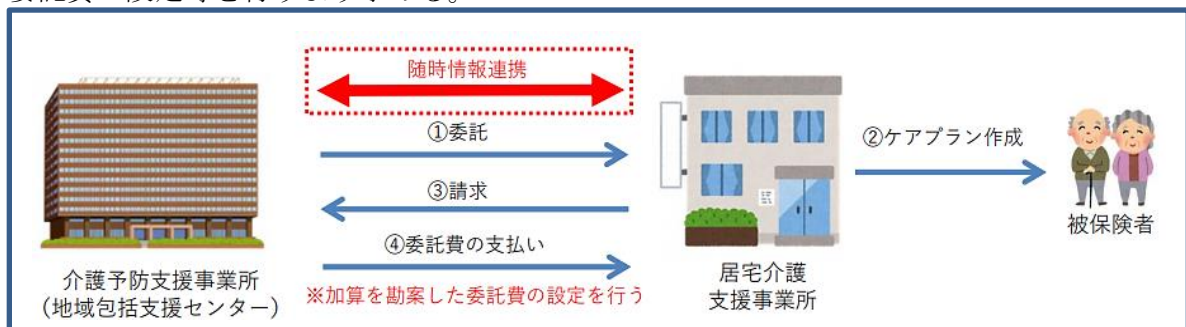 随時情報連携
①委託
③請求
④委託費の支払い
※加算を勘案した委託費の設定を行う
②ケアプラン作成
介護予防支援事業所
(地域包括支援センター)
居宅介護
支援事業所
被保険者